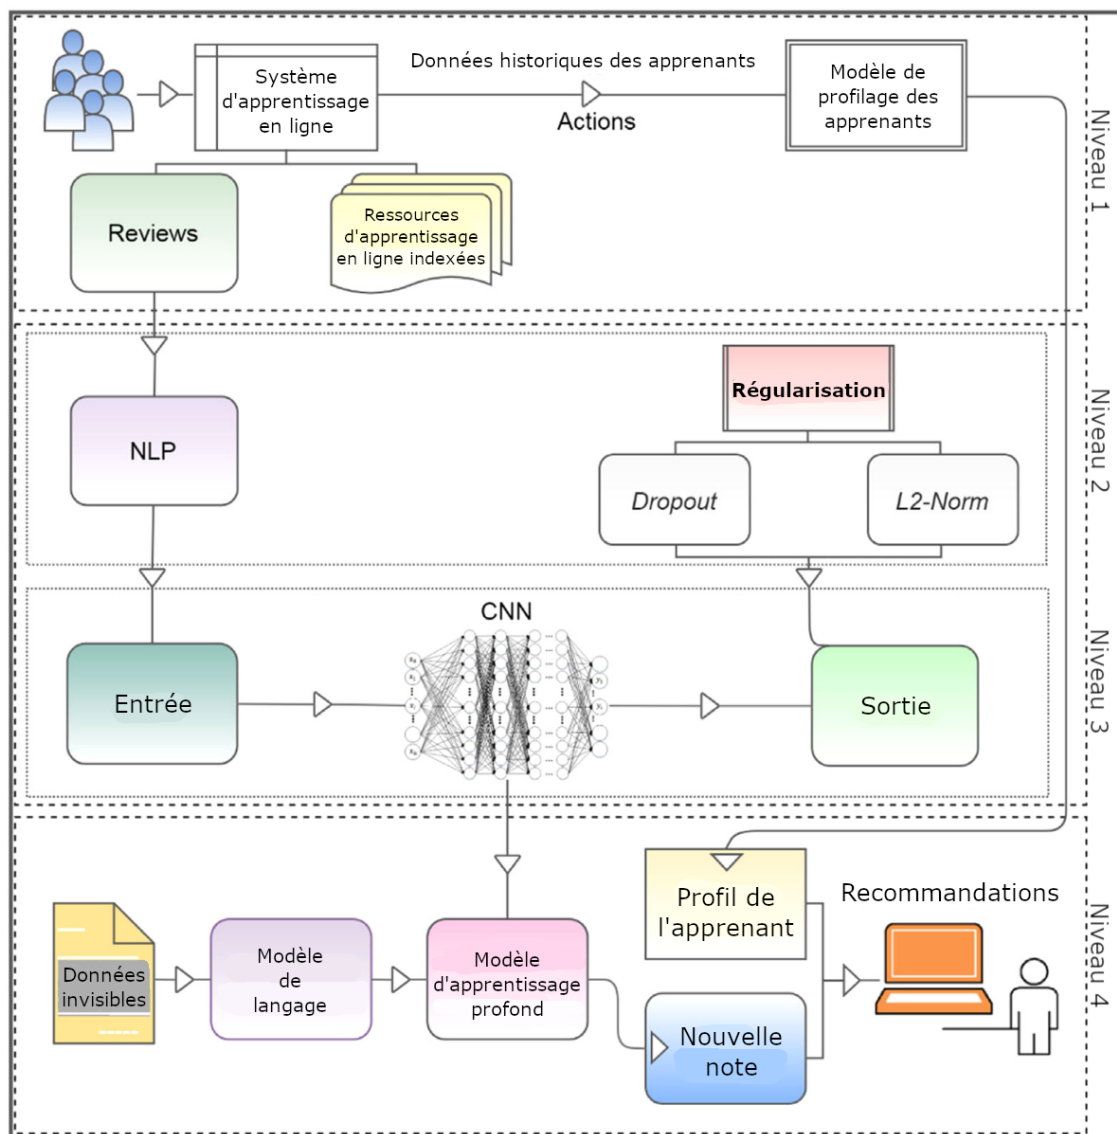 Système
d'apprentissage
en ligne
Données historiques des apprenants
Actions
Modèle de
profilage des
apprenants
Niveau 1
Reviews
Ressources
d'apprentissage
en ligne indexées
NLP
Régularisation
Dropout
L2-Norm
Niveau 2
CNN
Entrée
Sortie
Niveau 3
Données
invisibles
Modèle
de
langage
Modèle
d'apprentissage
profond
Profil de
l'apprenant
Nouvelle
note
Recommandations
Niveau 4